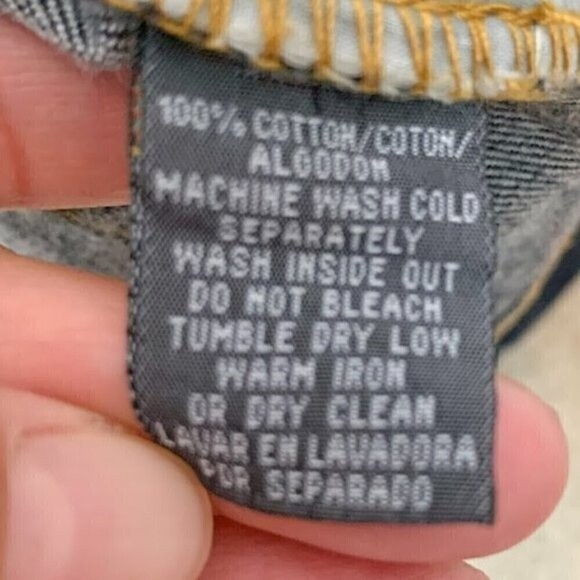 100% COTTON/COTON/
ALGODON
MACHINE WASH COLD
SEPARATELY
WASH INSIDE OUT
DO NOT BLEACH
TUMBLE DRY LOW
WARM IRON
OR DRY CLEAN
LAVAR EN LAVADORA
POR SEPARADO